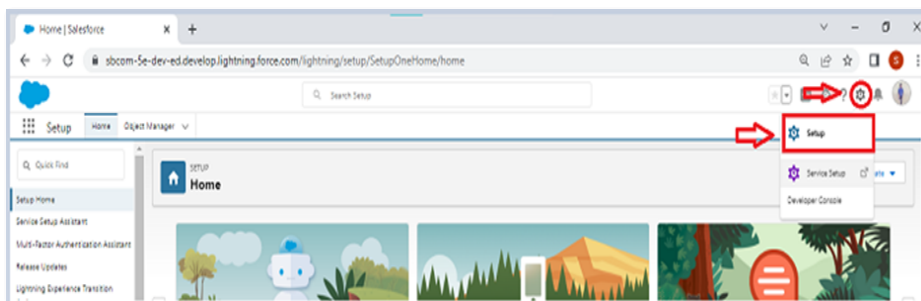 Home | Salesforce
sbcom-5e-dev-ed.develop.lightning.force.com/lightning/setup/SetupOneHome/home
S
Search Setup
?
Setup
Home
Object Manager
Setup
Quick Find
SETUP
Home
Service Setup
Developer Console
Setup Home
Service Setup Assistant
Multi-Factor Authentication Assistant
Release Updates
Lightning Experience Transition